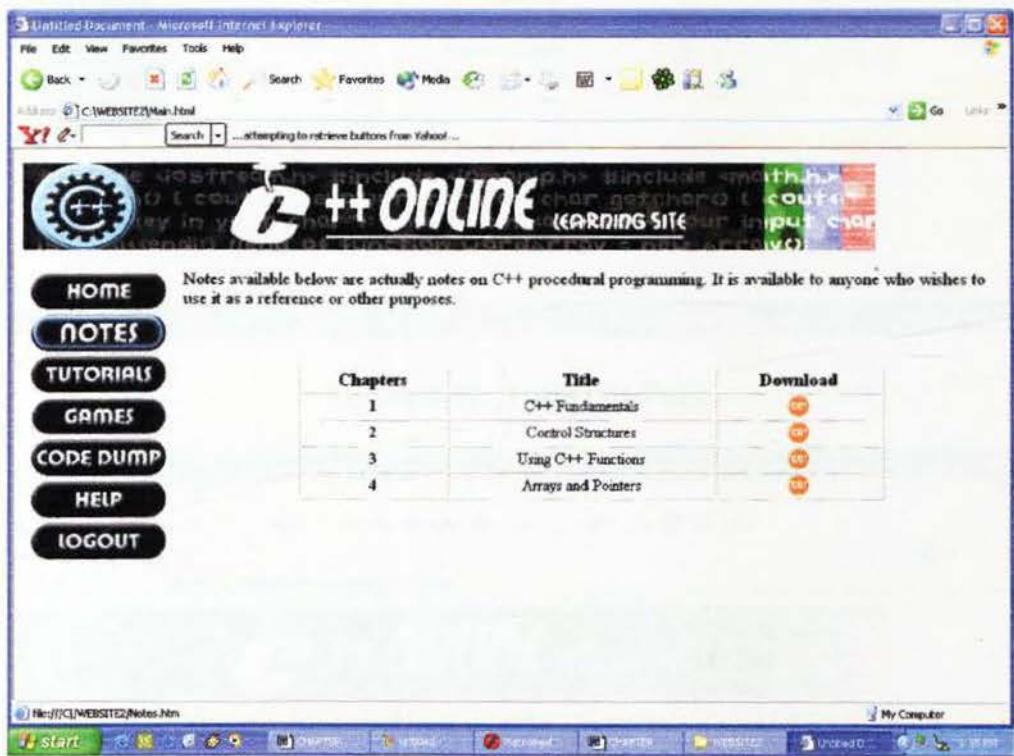 Untitled Document - Microsoft Internet Explorer
File Edit View Favorites Tools Help
Back Search Favorites Media
Address C:\WEBSITE2\Main.html Go Links
Y! Search ...attempting to retrieve buttons from Yahoo! ...
C++
C++ ONLINE LEARNING SITE
HOME
NOTES
TUTORIALS
GAMES
CODE DUMP
HELP
LOGOUT
Notes available below are actually notes on C++ procedural programming. It is available to anyone who wishes to
use it as a reference or other purposes.
Chapters Title Download
1 C++ Fundamentals
2 Control Structures
3 Using C++ Functions
4 Arrays and Pointers
file:///C|/WEBSITE2/Notes.htm My Computer
start